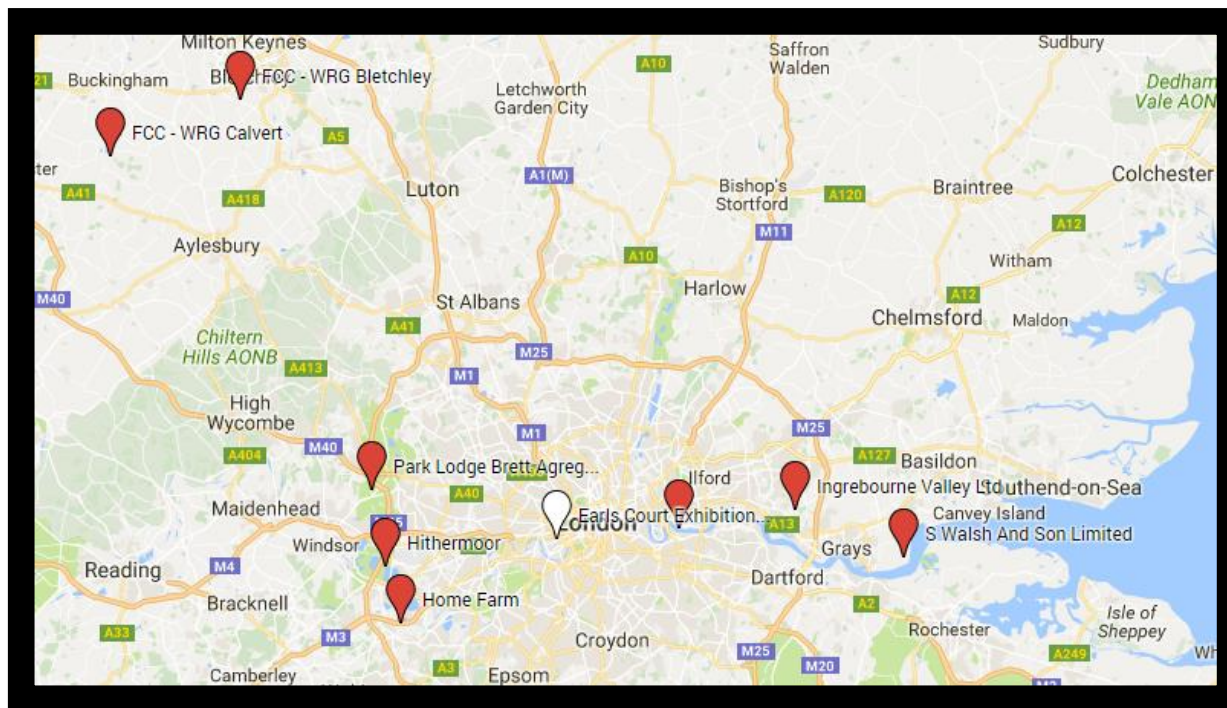 Milton Keynes
Sudbury
Saffron
Walden
A10
21
Buckingham
FCC - WRG Bletchley
Dedham
Vale AON
Letchworth
Garden City
FCC - WRG Calvert
A5
ter
A41
A418
Luton
A1(M)
Bishop's
Stortford
A120
Braintree
Colchester
A12
M11
Aylesbury
A10
Witham
M40
St Albans
Harlow
A12
Chelmsford
Maldon
A41
Chiltern
Hills AONB
M25
A413
M1
High
Wycombe
M40
M1
M25
A404
A127
Basildon
Park Lodge Brett Agreg...
Ilford
Ingrebourne Valley Ltd
Southend-on-Sea
A40
Maidenhead
Earls Court Exhibition...
London
A13
Canvey Island
S Walsh And Son Limited
Windsor
Hithermoor
Grays
M4
Reading
Dartford
Bracknell
Home Farm
A2
Isle of
Sheppey
A33
M3
Croydon
Rochester
M25
A249
Wh
Camberley
A3
Epsom
M20
M2